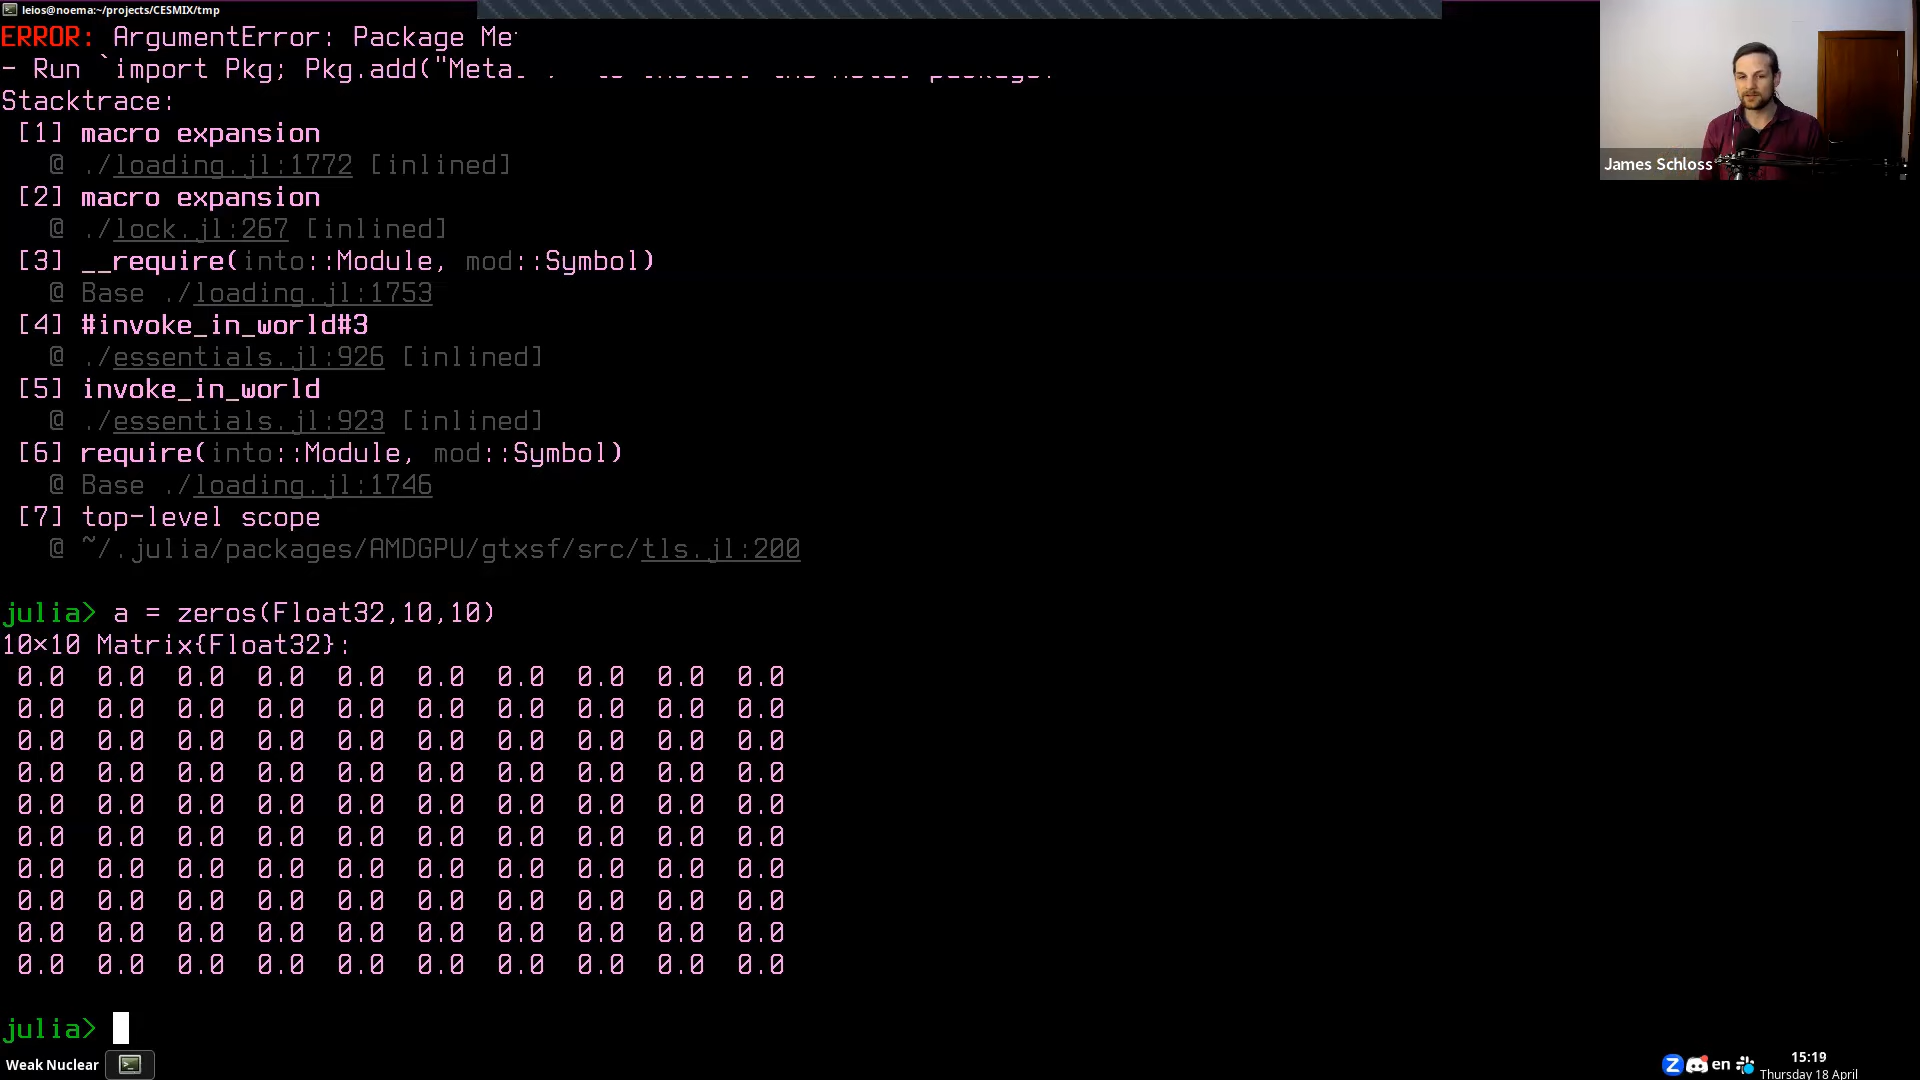 leios@noema:~/projects/CESMIX/tmp
ERROR: ArgumentError: Package Me
- Run `import Pkg; Pkg.add("Meta
Stacktrace:
[1] macro expansion
@ ./loading.jl:1772 [inlined]
[2] macro expansion
@ ./lock.jl:267 [inlined]
[3] __require(into::Module, mod::Symbol)
@ Base ./loading.jl:1753
[4] #invoke_in_world#3
@ ./essentials.jl:926 [inlined]
[5] invoke_in_world
@ ./essentials.jl:923 [inlined]
[6] require(into::Module, mod::Symbol)
@ Base ./loading.jl:1746
[7] top-level scope
@ ~/.julia/packages/AMDGPU/gtxsf/src/tls.jl:200
julia> a = zeros(Float32,10,10)
10×10 Matrix{Float32}:
0.0 0.0 0.0 0.0 0.0 0.0 0.0 0.0 0.0 0.0
0.0 0.0 0.0 0.0 0.0 0.0 0.0 0.0 0.0 0.0
0.0 0.0 0.0 0.0 0.0 0.0 0.0 0.0 0.0 0.0
0.0 0.0 0.0 0.0 0.0 0.0 0.0 0.0 0.0 0.0
0.0 0.0 0.0 0.0 0.0 0.0 0.0 0.0 0.0 0.0
0.0 0.0 0.0 0.0 0.0 0.0 0.0 0.0 0.0 0.0
0.0 0.0 0.0 0.0 0.0 0.0 0.0 0.0 0.0 0.0
0.0 0.0 0.0 0.0 0.0 0.0 0.0 0.0 0.0 0.0
0.0 0.0 0.0 0.0 0.0 0.0 0.0 0.0 0.0 0.0
0.0 0.0 0.0 0.0 0.0 0.0 0.0 0.0 0.0 0.0
julia>
James Schloss
Weak Nuclear
Z en 15:19
Thursday 18 April